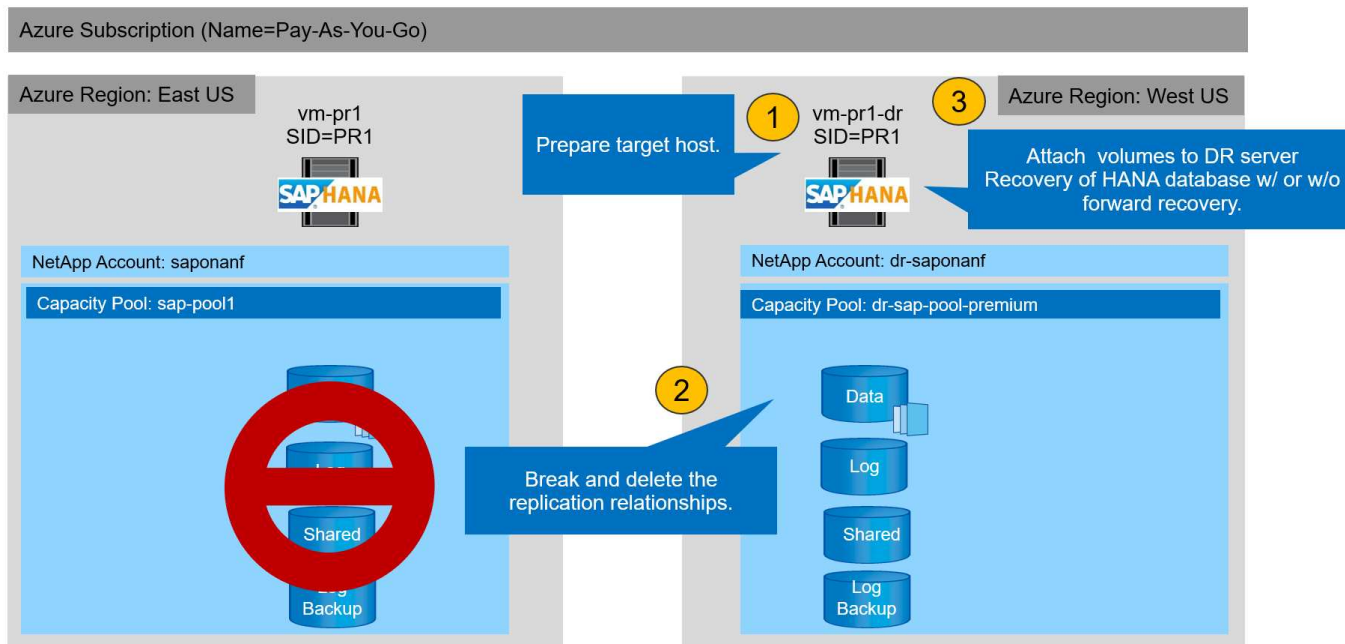 Azure Subscription (Name=Pay-As-You-Go)
Azure Region: East US
vm-pr1
SID=PR1
SAP HANA
NetApp Account: saponanf
Capacity Pool: sap-pool1
Shared
Backup
1
Prepare target host.
2
Break and delete the
replication relationships.
Azure Region: West US
vm-pr1-dr
SID=PR1
SAP HANA
3
Attach volumes to DR server
Recovery of HANA database w/ or w/o
forward recovery.
NetApp Account: dr-saponanf
Capacity Pool: dr-sap-pool-premium
Data
Log
Shared
Log
Backup